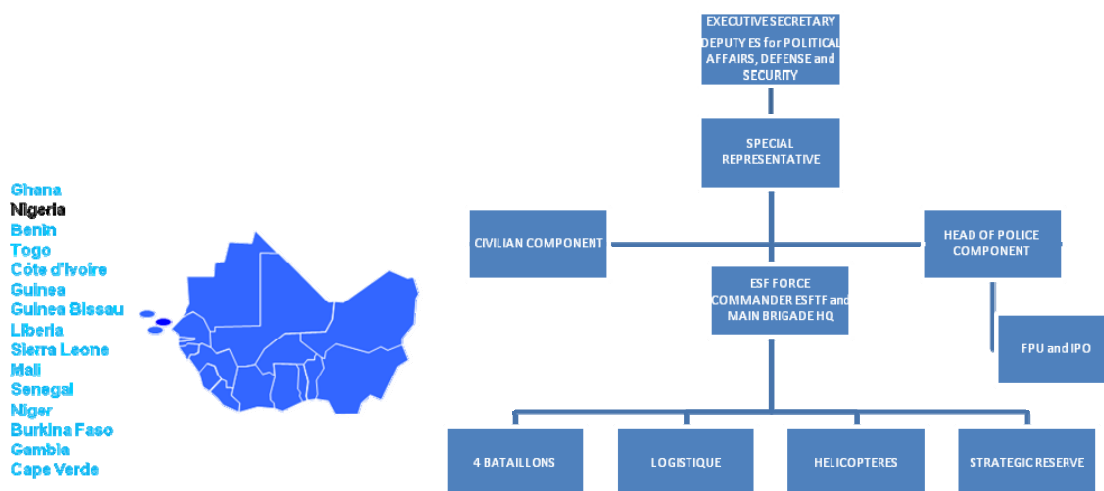 Ghana
Nigeria
Benin
Togo
Côte d'Ivoire
Guinea
Guinea Bissau
Liberia
Sierra Leone
Mali
Senegal
Niger
Burkina Faso
Gambia
Cape Verde
EXECUTIVE SECRETARY
DEPUTY ES for POLITICAL
AFFAIRS, DEFENSE and
SECURITY
SPECIAL
REPRESENTATIVE
CIVILIAN COMPONENT
HEAD OF POLICE
COMPONENT
ESF FORCE
COMMANDER ESFTF and
MAIN BRIGADE HQ
FPU and IPO
4 BATAILLONS
LOGISTIQUE
HELICOPTERES
STRATEGIC RESERVE